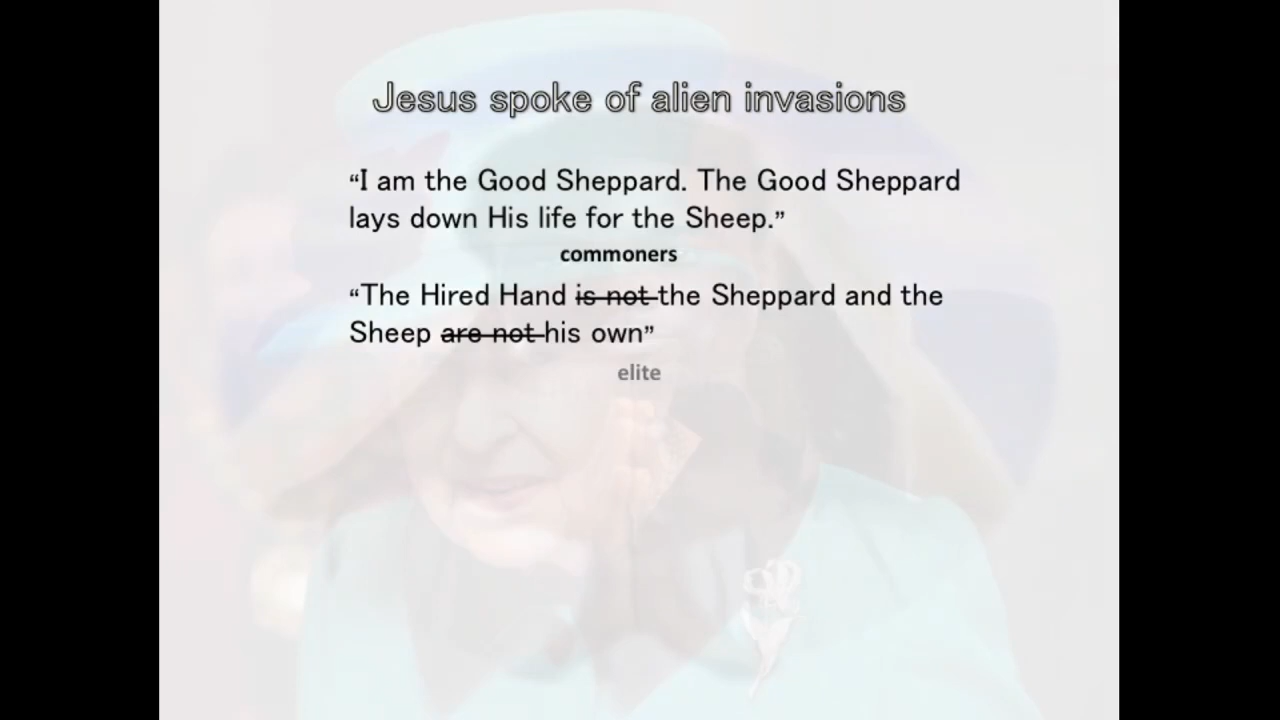 Jesus spoke of alien invasions
“I am the Good Sheppard. The Good Sheppard
lays down His life for the Sheep.”
commoners
“The Hired Hand is not the Sheppard and the
Sheep are not his own”
elite